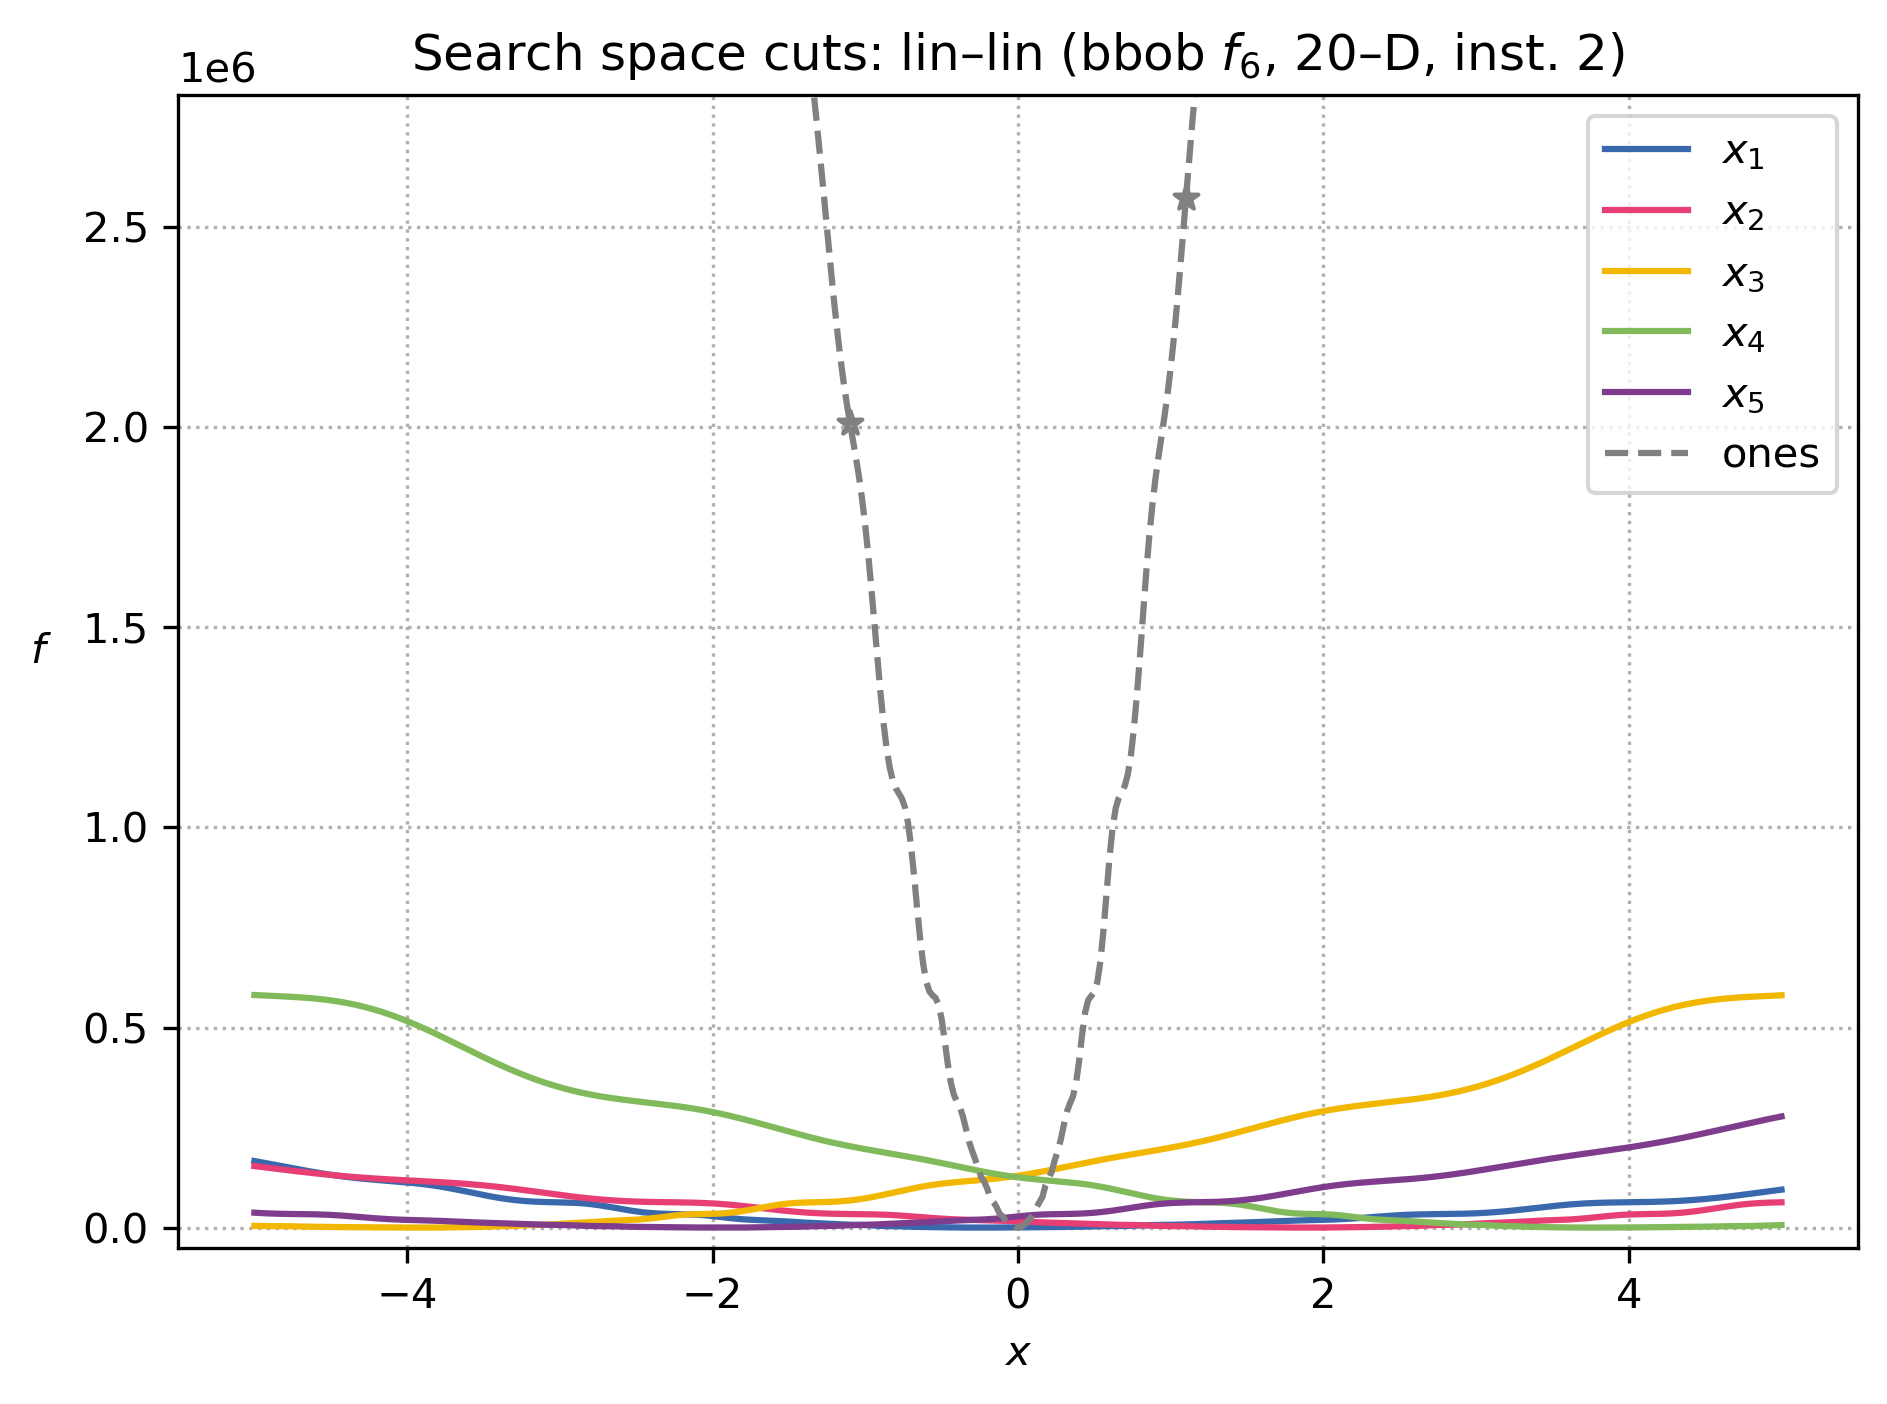 Search space cuts: lin–lin (bbob f₆, 20–D, inst. 2)
1e6
2.5
2.0
1.5
1.0
0.5
0.0
f
−4
−2
0
2
4
x
x₁
x₂
x₃
x₄
x₅
ones